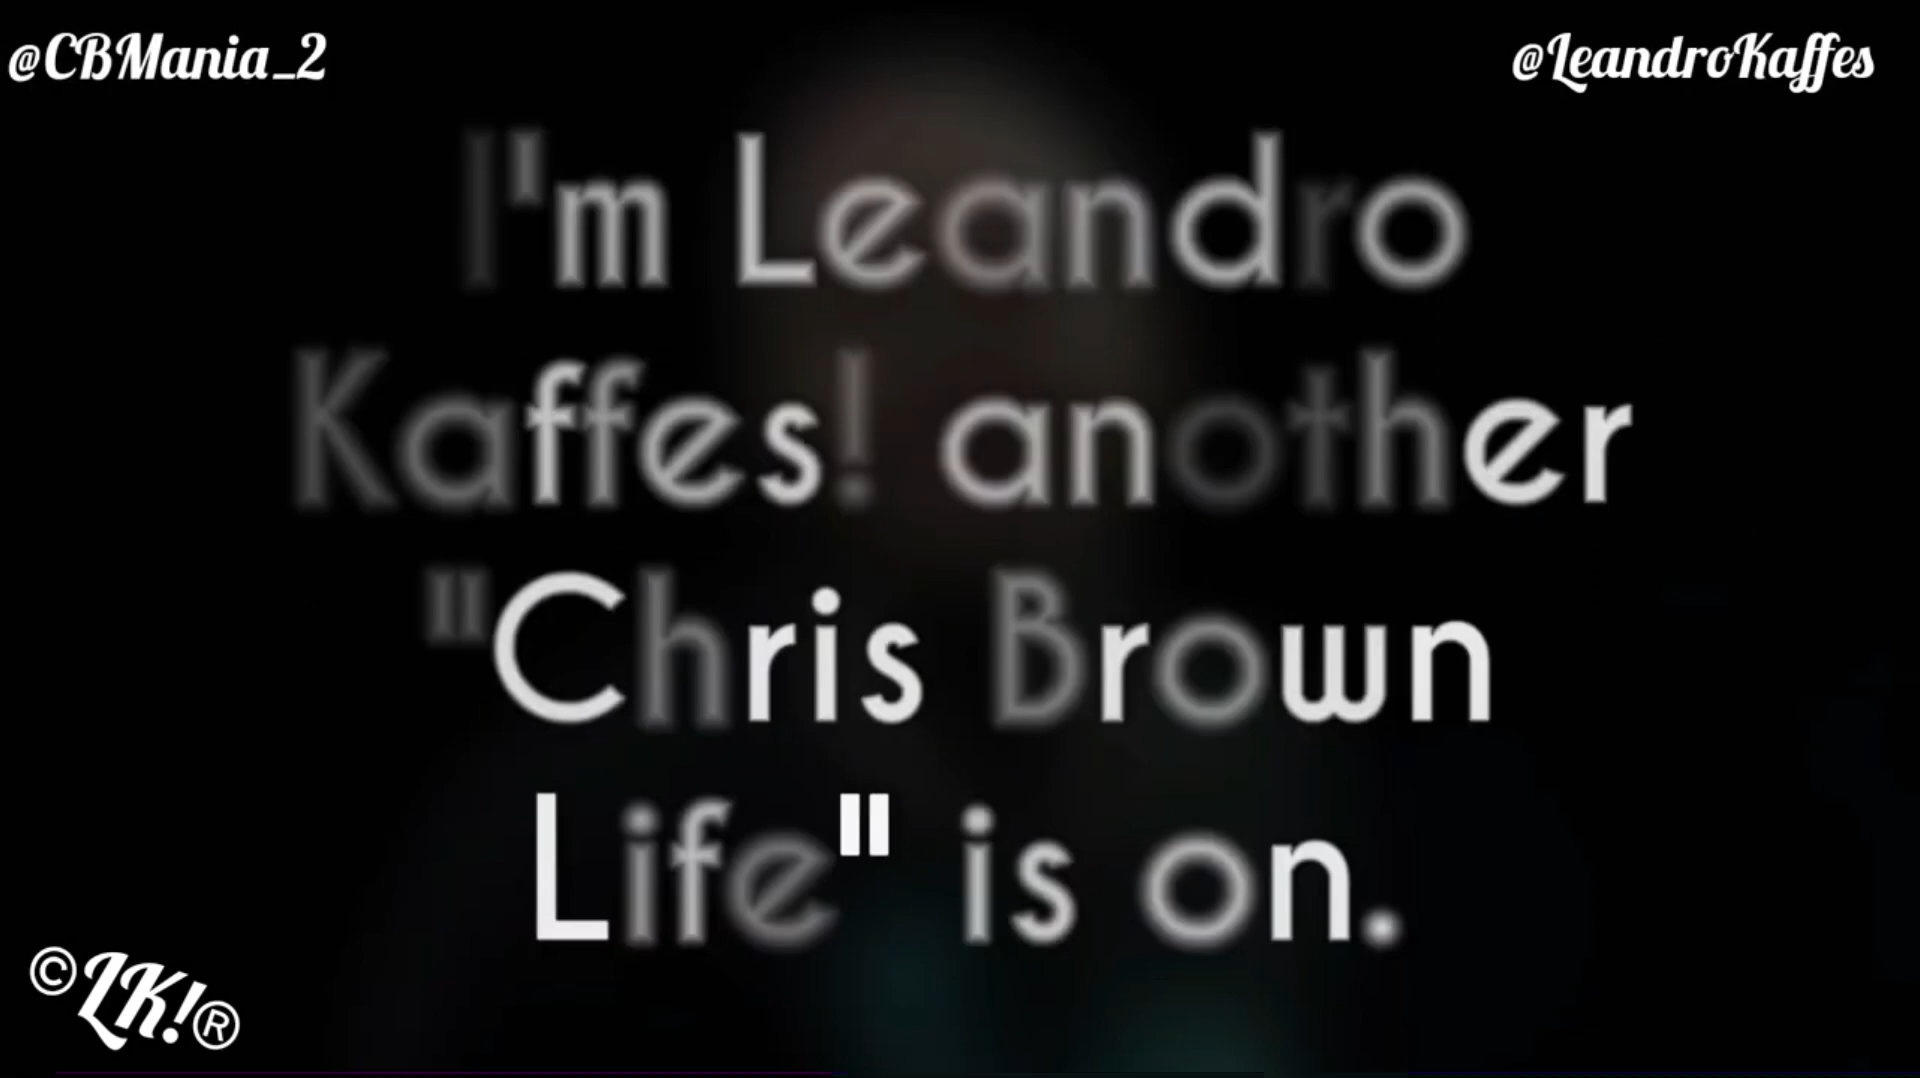 @CBMania_2
@LeandroKaffes
I'm Leandro
Kaffes! another
"Chris Brown
Life" is on.
©LK!®